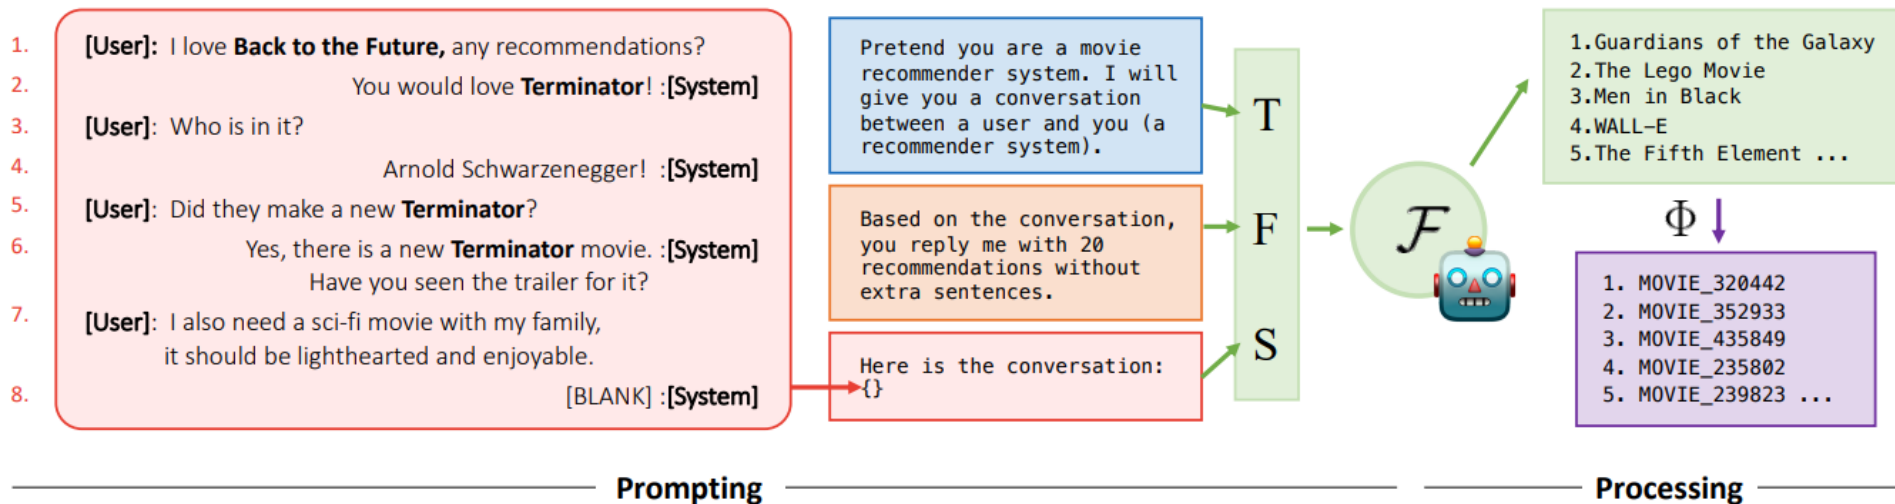 1. [User]: I love Back to the Future, any recommendations?
2. You would love Terminator! :[System]
3. [User]: Who is in it?
4. Arnold Schwarzenegger! :[System]
5. [User]: Did they make a new Terminator?
6. Yes, there is a new Terminator movie. :[System]
Have you seen the trailer for it?
7. [User]: I also need a sci-fi movie with my family,
it should be lighthearted and enjoyable.
8. [BLANK] :[System]
Pretend you are a movie
recommender system. I will
give you a conversation
between a user and you (a
recommender system).
Based on the conversation,
you reply me with 20
recommendations without
extra sentences.
Here is the conversation:
{}
T
F
S
ℱ
1.Guardians of the Galaxy
2.The Lego Movie
3.Men in Black
4.WALL-E
5.The Fifth Element ...
Φ
1. MOVIE_320442
2. MOVIE_352933
3. MOVIE_435849
4. MOVIE_235802
5. MOVIE_239823 ...
Prompting
Processing